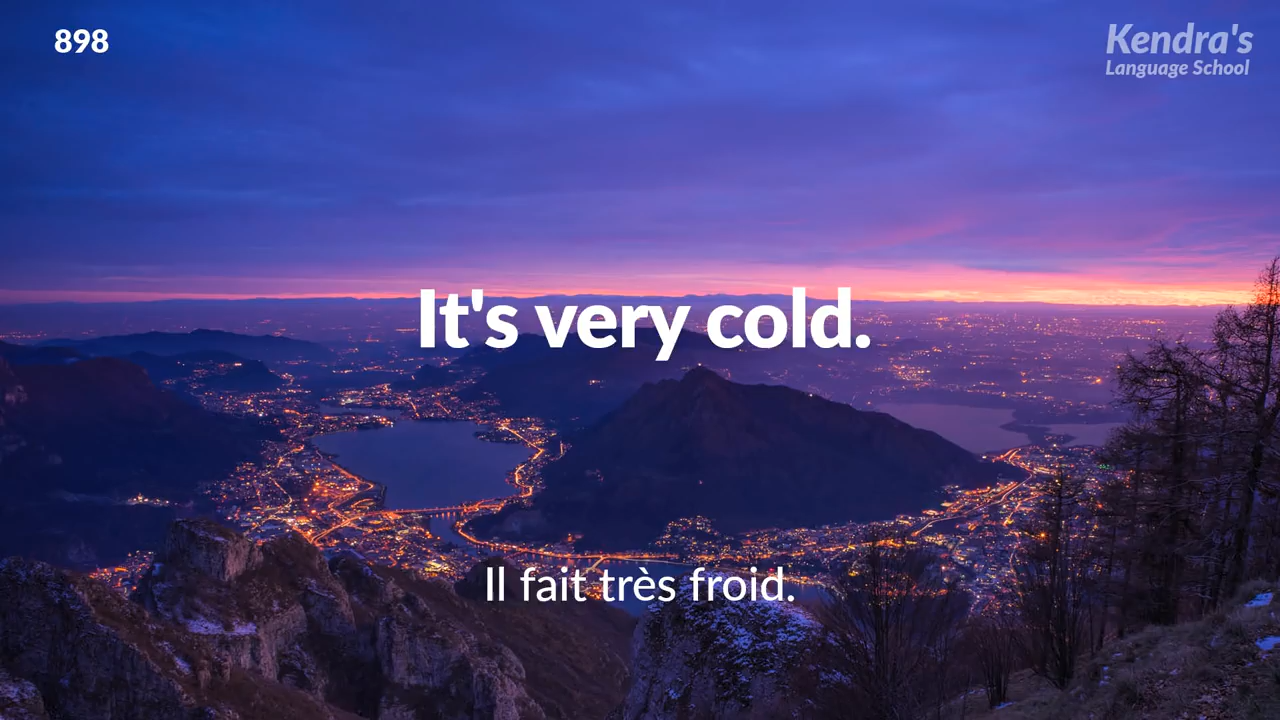 898
Kendra's
Language School
It's very cold.
Il fait très froid.